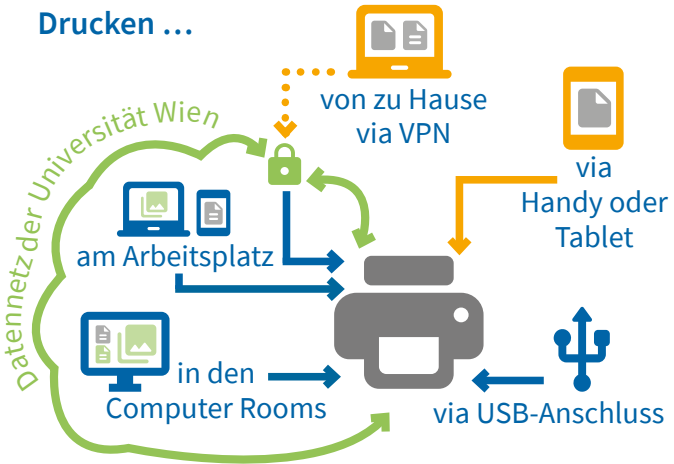 Drucken …
von zu Hause
via VPN
via
Handy oder
Tablet
Datennetz der Universität Wien
am Arbeitsplatz
in den
Computer Rooms
via USB-Anschluss